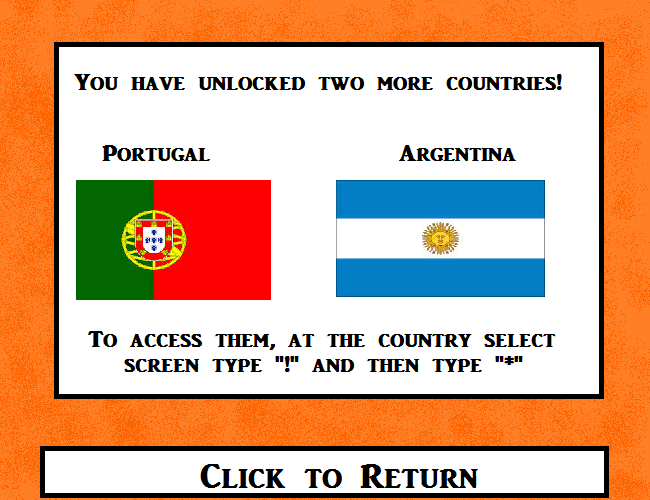 You have unlocked two more countries!
Portugal
Argentina
To access them, at the country select
screen type "!" and then type "*"
Click to Return